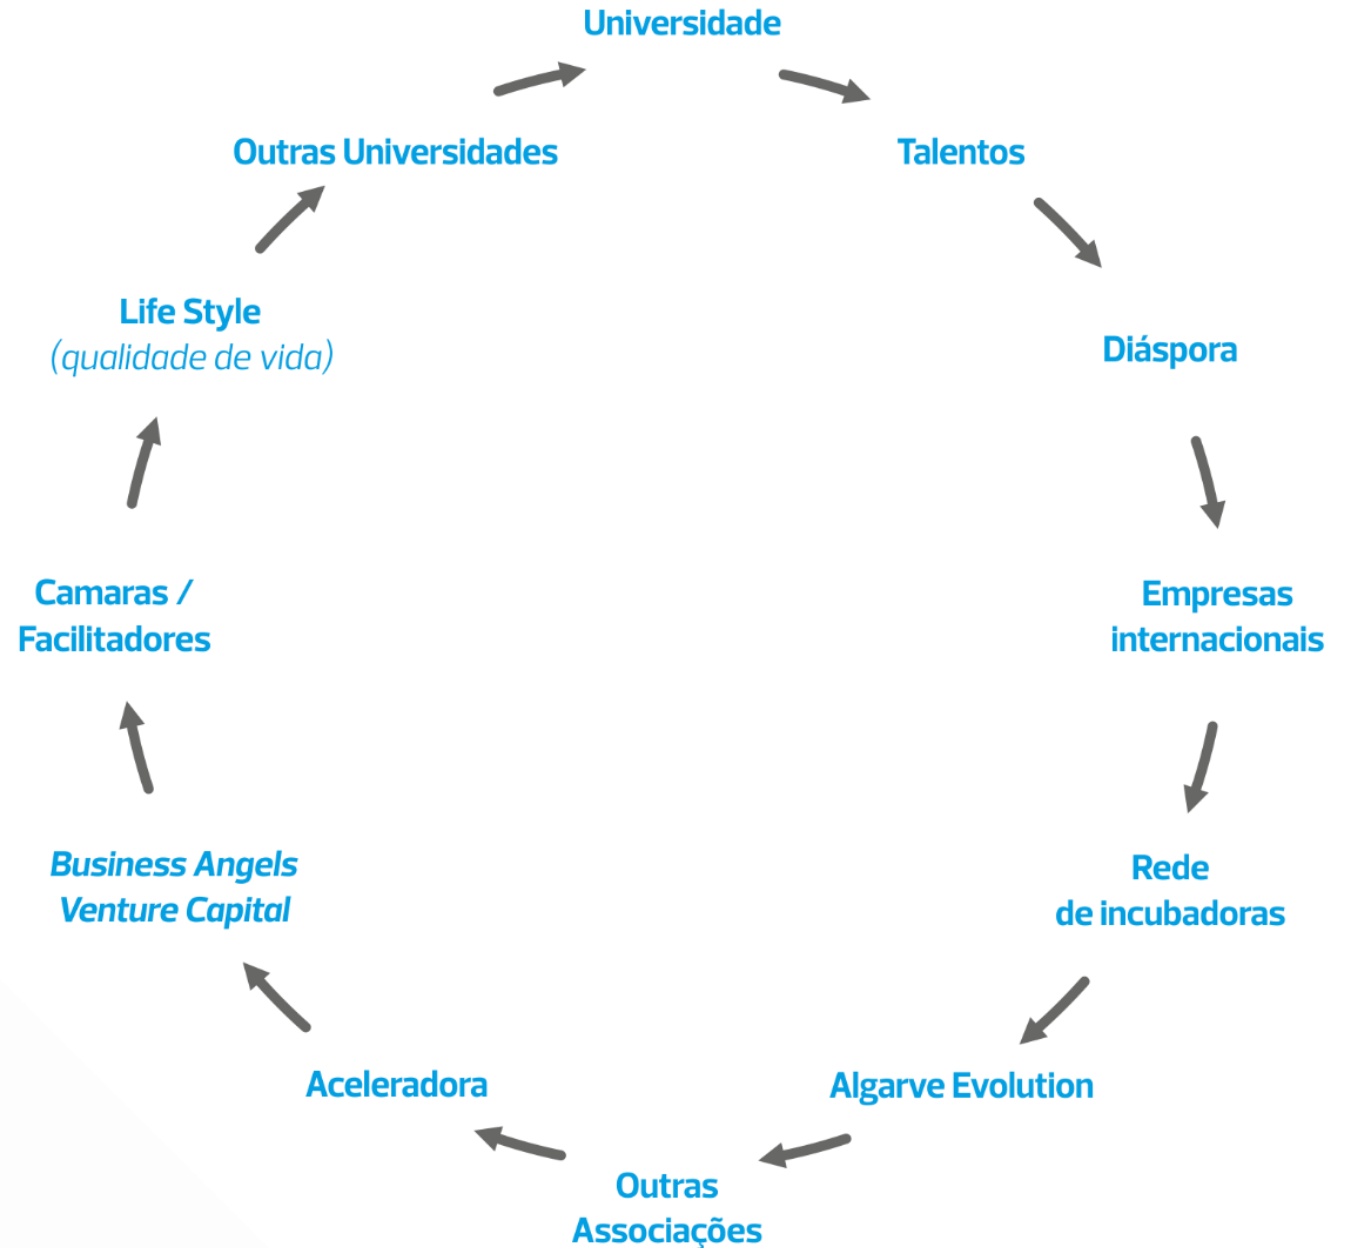 Universidade
Talentos
Diáspora
Empresas
internacionais
Rede
de incubadoras
Algarve Evolution
Outras
Associações
Aceleradora
Business Angels
Venture Capital
Camaras /
Facilitadores
Life Style
(qualidade de vida)
Outras Universidades